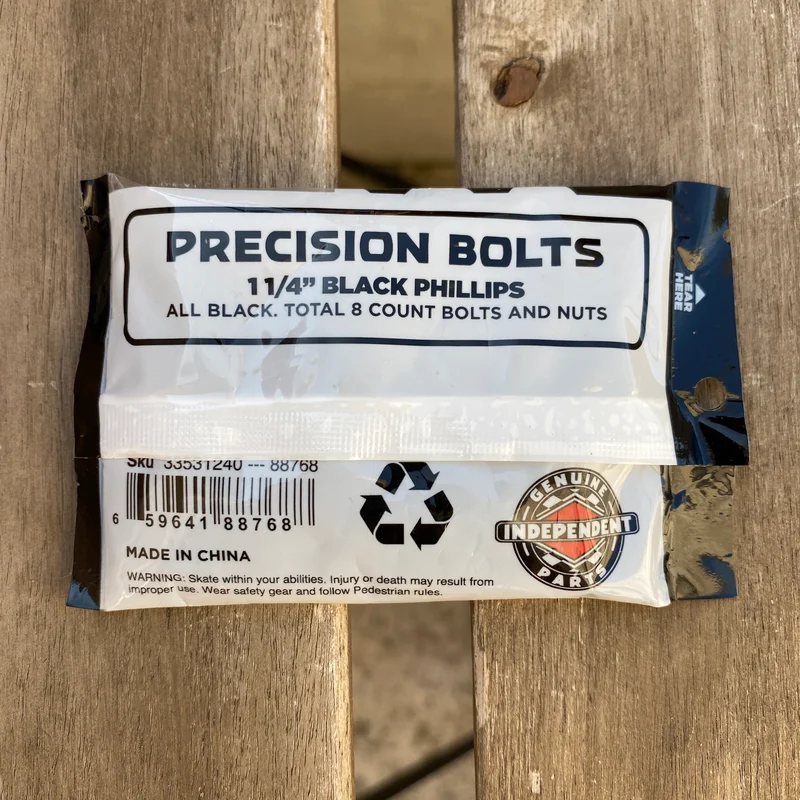 PRECISION BOLTS
1 1/4” BLACK PHILLIPS
ALL BLACK. TOTAL 8 COUNT BOLTS AND NUTS
TEAR
HERE
Sku 33531240 --- 88768
6 59641 88768
MADE IN CHINA
WARNING: Skate within your abilities. Injury or death may result from
improper use. Wear safety gear and follow Pedestrian rules.
GENUINE
INDEPENDENT
PARTS